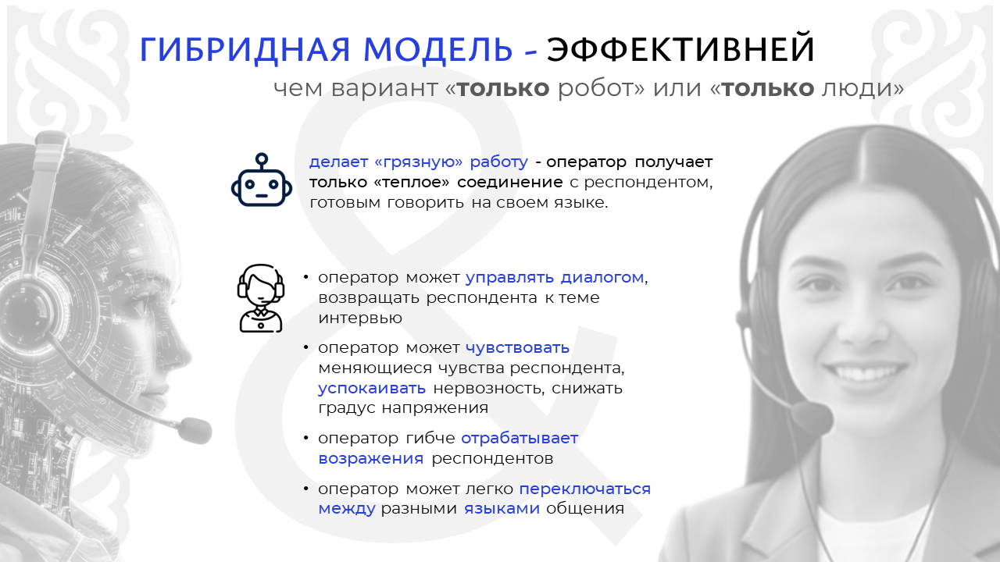 ГИБРИДНАЯ МОДЕЛЬ - ЭФФЕКТИВНЕЙ
чем вариант «только робот» или «только люди»
делает «грязную» работу - оператор получает
только «теплое» соединение с респондентом,
готовым говорить на своем языке.
• оператор может управлять диалогом,
возвращать респондента к теме
интервью
• оператор может чувствовать
меняющиеся чувства респондента,
успокаивать нервозность, снижать
градус напряжения
• оператор гибче отрабатывает
возражения респондентов
• оператор может легко переключаться
между разными языками общения
&